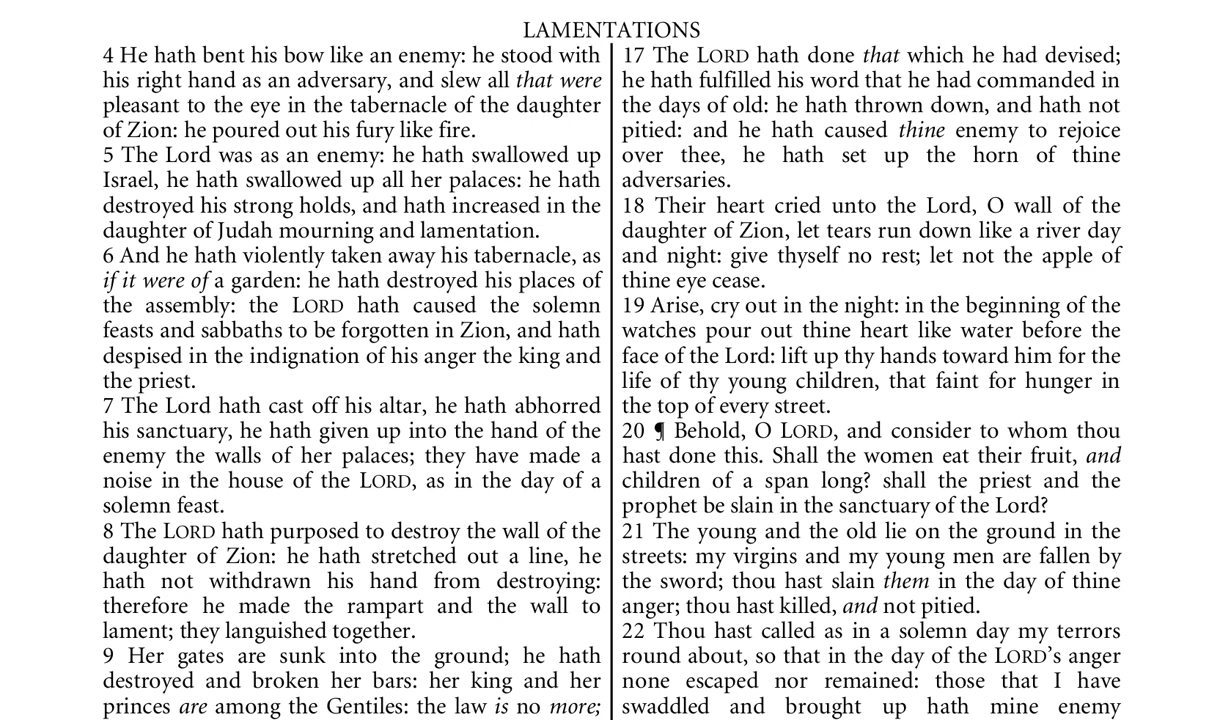 LAMENTATIONS
4 He hath bent his bow like an enemy: he stood with
his right hand as an adversary, and slew all that were
pleasant to the eye in the tabernacle of the daughter
of Zion: he poured out his fury like fire.
5 The Lord was as an enemy: he hath swallowed up
Israel, he hath swallowed up all her palaces: he hath
destroyed his strong holds, and hath increased in the
daughter of Judah mourning and lamentation.
6 And he hath violently taken away his tabernacle, as
if it were of a garden: he hath destroyed his places of
the assembly: the LORD hath caused the solemn
feasts and sabbaths to be forgotten in Zion, and hath
despised in the indignation of his anger the king and
the priest.
7 The Lord hath cast off his altar, he hath abhorred
his sanctuary, he hath given up into the hand of the
enemy the walls of her palaces; they have made a
noise in the house of the LORD, as in the day of a
solemn feast.
8 The LORD hath purposed to destroy the wall of the
daughter of Zion: he hath stretched out a line, he
hath not withdrawn his hand from destroying:
therefore he made the rampart and the wall to
lament; they languished together.
9 Her gates are sunk into the ground; he hath
destroyed and broken her bars: her king and her
princes are among the Gentiles: the law is no more;
17 The LORD hath done that which he had devised;
he hath fulfilled his word that he had commanded in
the days of old: he hath thrown down, and hath not
pitied: and he hath caused thine enemy to rejoice
over thee, he hath set up the horn of thine
adversaries.
18 Their heart cried unto the Lord, O wall of the
daughter of Zion, let tears run down like a river day
and night: give thyself no rest; let not the apple of
thine eye cease.
19 Arise, cry out in the night: in the beginning of the
watches pour out thine heart like water before the
face of the Lord: lift up thy hands toward him for the
life of thy young children, that faint for hunger in
the top of every street.
20 ¶ Behold, O LORD, and consider to whom thou
hast done this. Shall the women eat their fruit, and
children of a span long? shall the priest and the
prophet be slain in the sanctuary of the Lord?
21 The young and the old lie on the ground in the
streets: my virgins and my young men are fallen by
the sword; thou hast slain them in the day of thine
anger; thou hast killed, and not pitied.
22 Thou hast called as in a solemn day my terrors
round about, so that in the day of the LORD'S anger
none escaped nor remained: those that I have
swaddled and brought up hath mine enemy